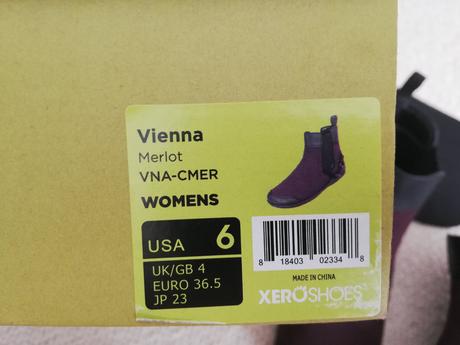 Vienna
Merlot
VNA-CMER
WOMENS
USA 6
UK/GB 4
EURO 36.5
JP 23
8 18403 02334 8
MADE IN CHINA
XEROSHOES